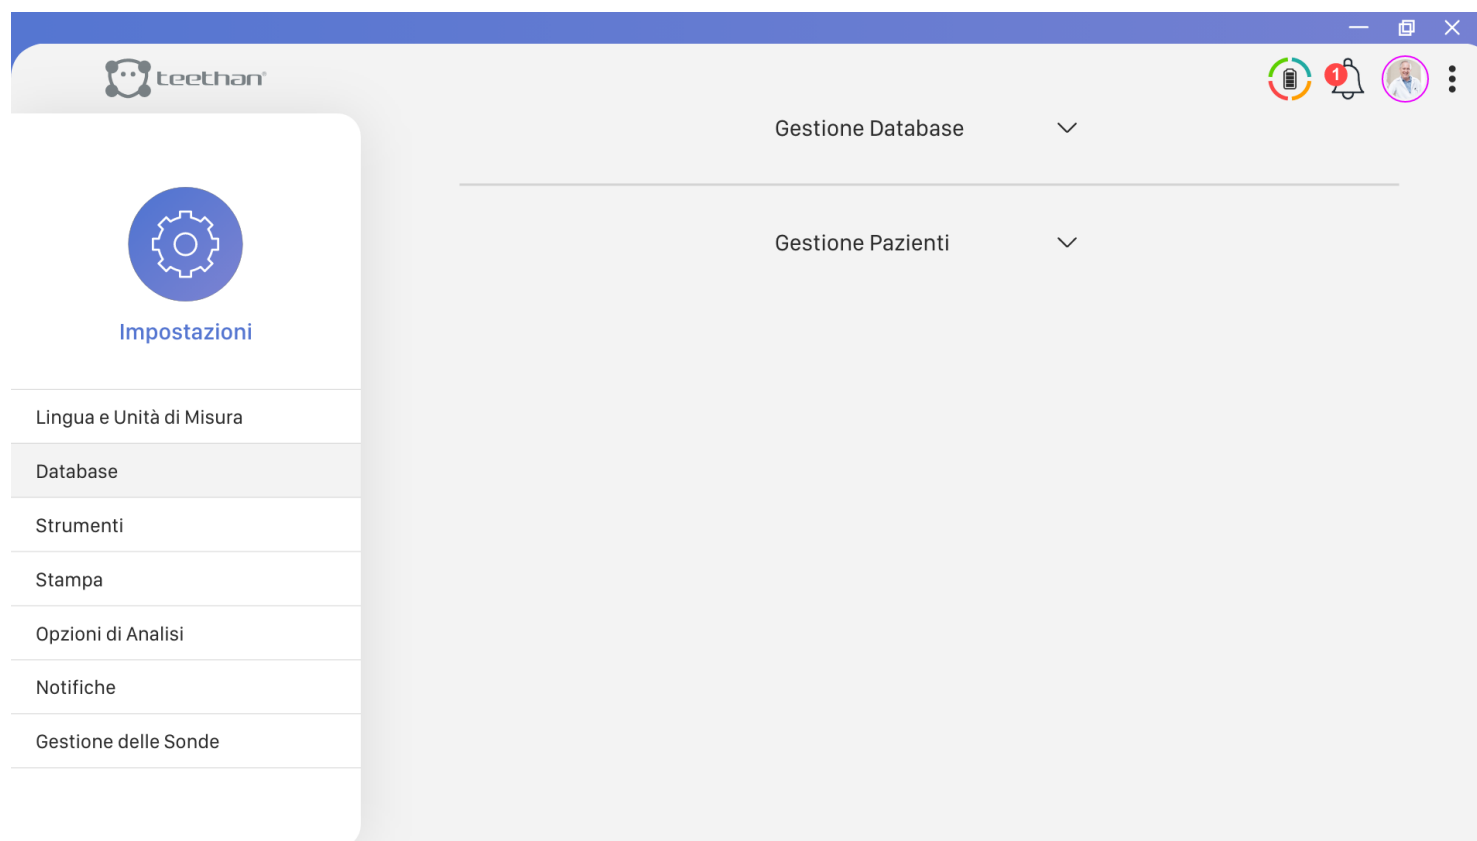 teethan®
1
Gestione Database
Gestione Pazienti
Impostazioni
Lingua e Unità di Misura
Database
Strumenti
Stampa
Opzioni di Analisi
Notifiche
Gestione delle Sonde